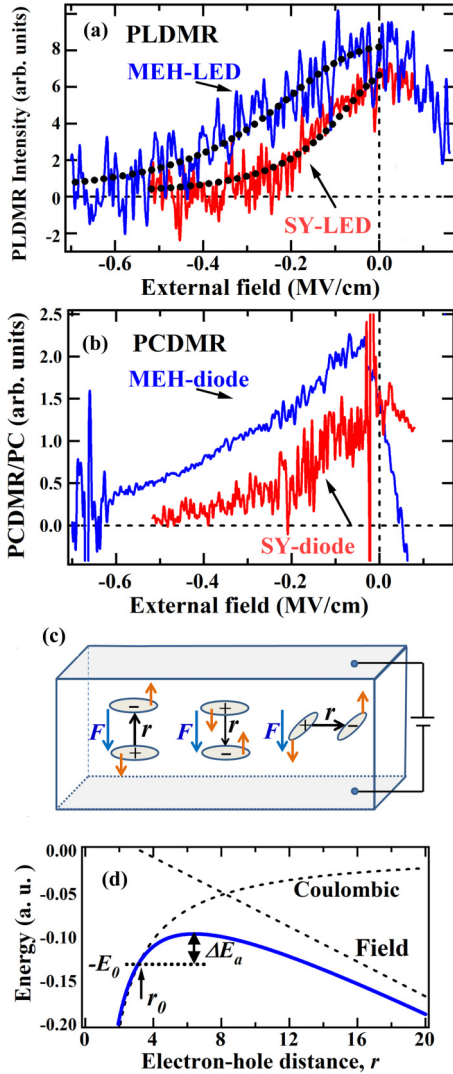 (a) PLDMR
MEH-LED
SY-LED
PLDMR Intensity (arb. units)
8
6
4
2
0
-2
-0.6 -0.4 -0.2 0.0
External field (MV/cm)
(b) PCDMR
MEH-diode
SY-diode
PCDMR/PC (arb. units)
2.5
2.0
1.5
1.0
0.5
0.0
-0.6 -0.4 -0.2 0.0
External field (MV/cm)
(c)
F − r +
F + r −
F + r −
(d)
Coulombic
Field
-E0
ΔEa
r0
Energy (a. u. )
0.00
-0.05
-0.10
-0.15
-0.20
0 4 8 12 16 20
Electron-hole distance, r